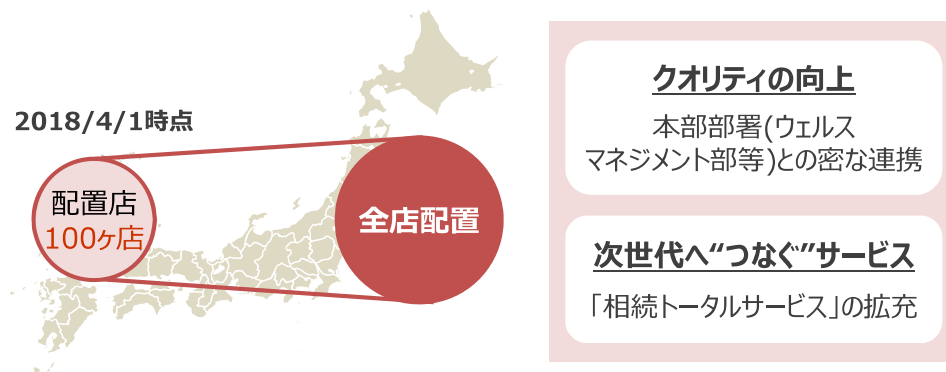 2018/4/1時点
配置店
100ヶ店
全店配置
クオリティの向上
本部部署(ウェルス
マネジメント部等)との密な連携
次世代へ“つなぐ”サービス
「相続トータルサービス」の拡充